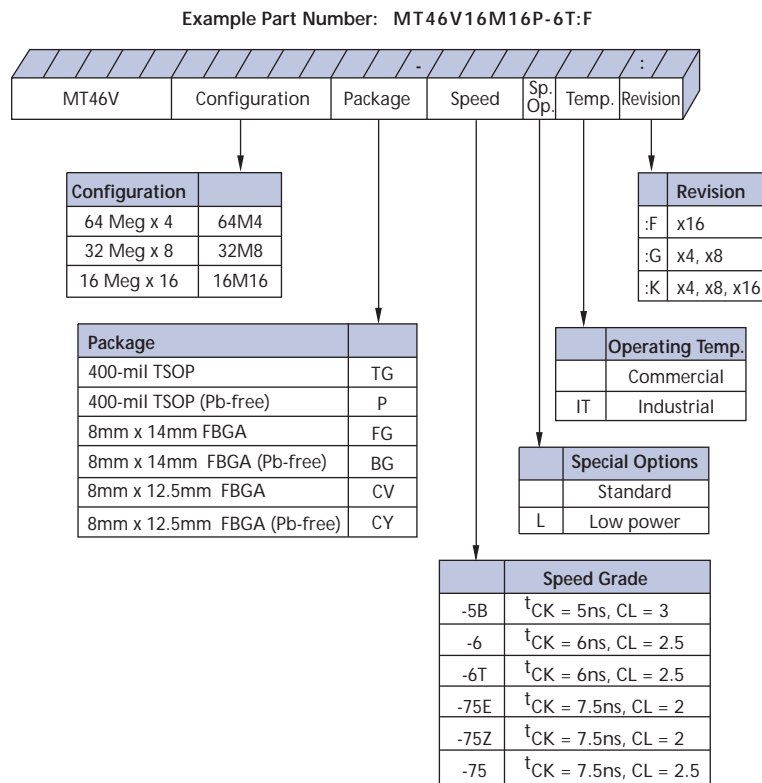 Example Part Number: MT46V16M16P-6T:F
- :
MT46V Configuration Package Speed Sp. Op. Temp. Revision
Configuration
64 Meg x 4 64M4
32 Meg x 8 32M8
16 Meg x 16 16M16
Package
400-mil TSOP TG
400-mil TSOP (Pb-free) P
8mm x 14mm FBGA FG
8mm x 14mm FBGA (Pb-free) BG
8mm x 12.5mm FBGA CV
8mm x 12.5mm FBGA (Pb-free) CY
Revision
:F x16
:G x4, x8
:K x4, x8, x16
Operating Temp.
Commercial
IT Industrial
Special Options
Standard
L Low power
Speed Grade
-5B tCK = 5ns, CL = 3
-6 tCK = 6ns, CL = 2.5
-6T tCK = 6ns, CL = 2.5
-75E tCK = 7.5ns, CL = 2
-75Z tCK = 7.5ns, CL = 2
-75 tCK = 7.5ns, CL = 2.5